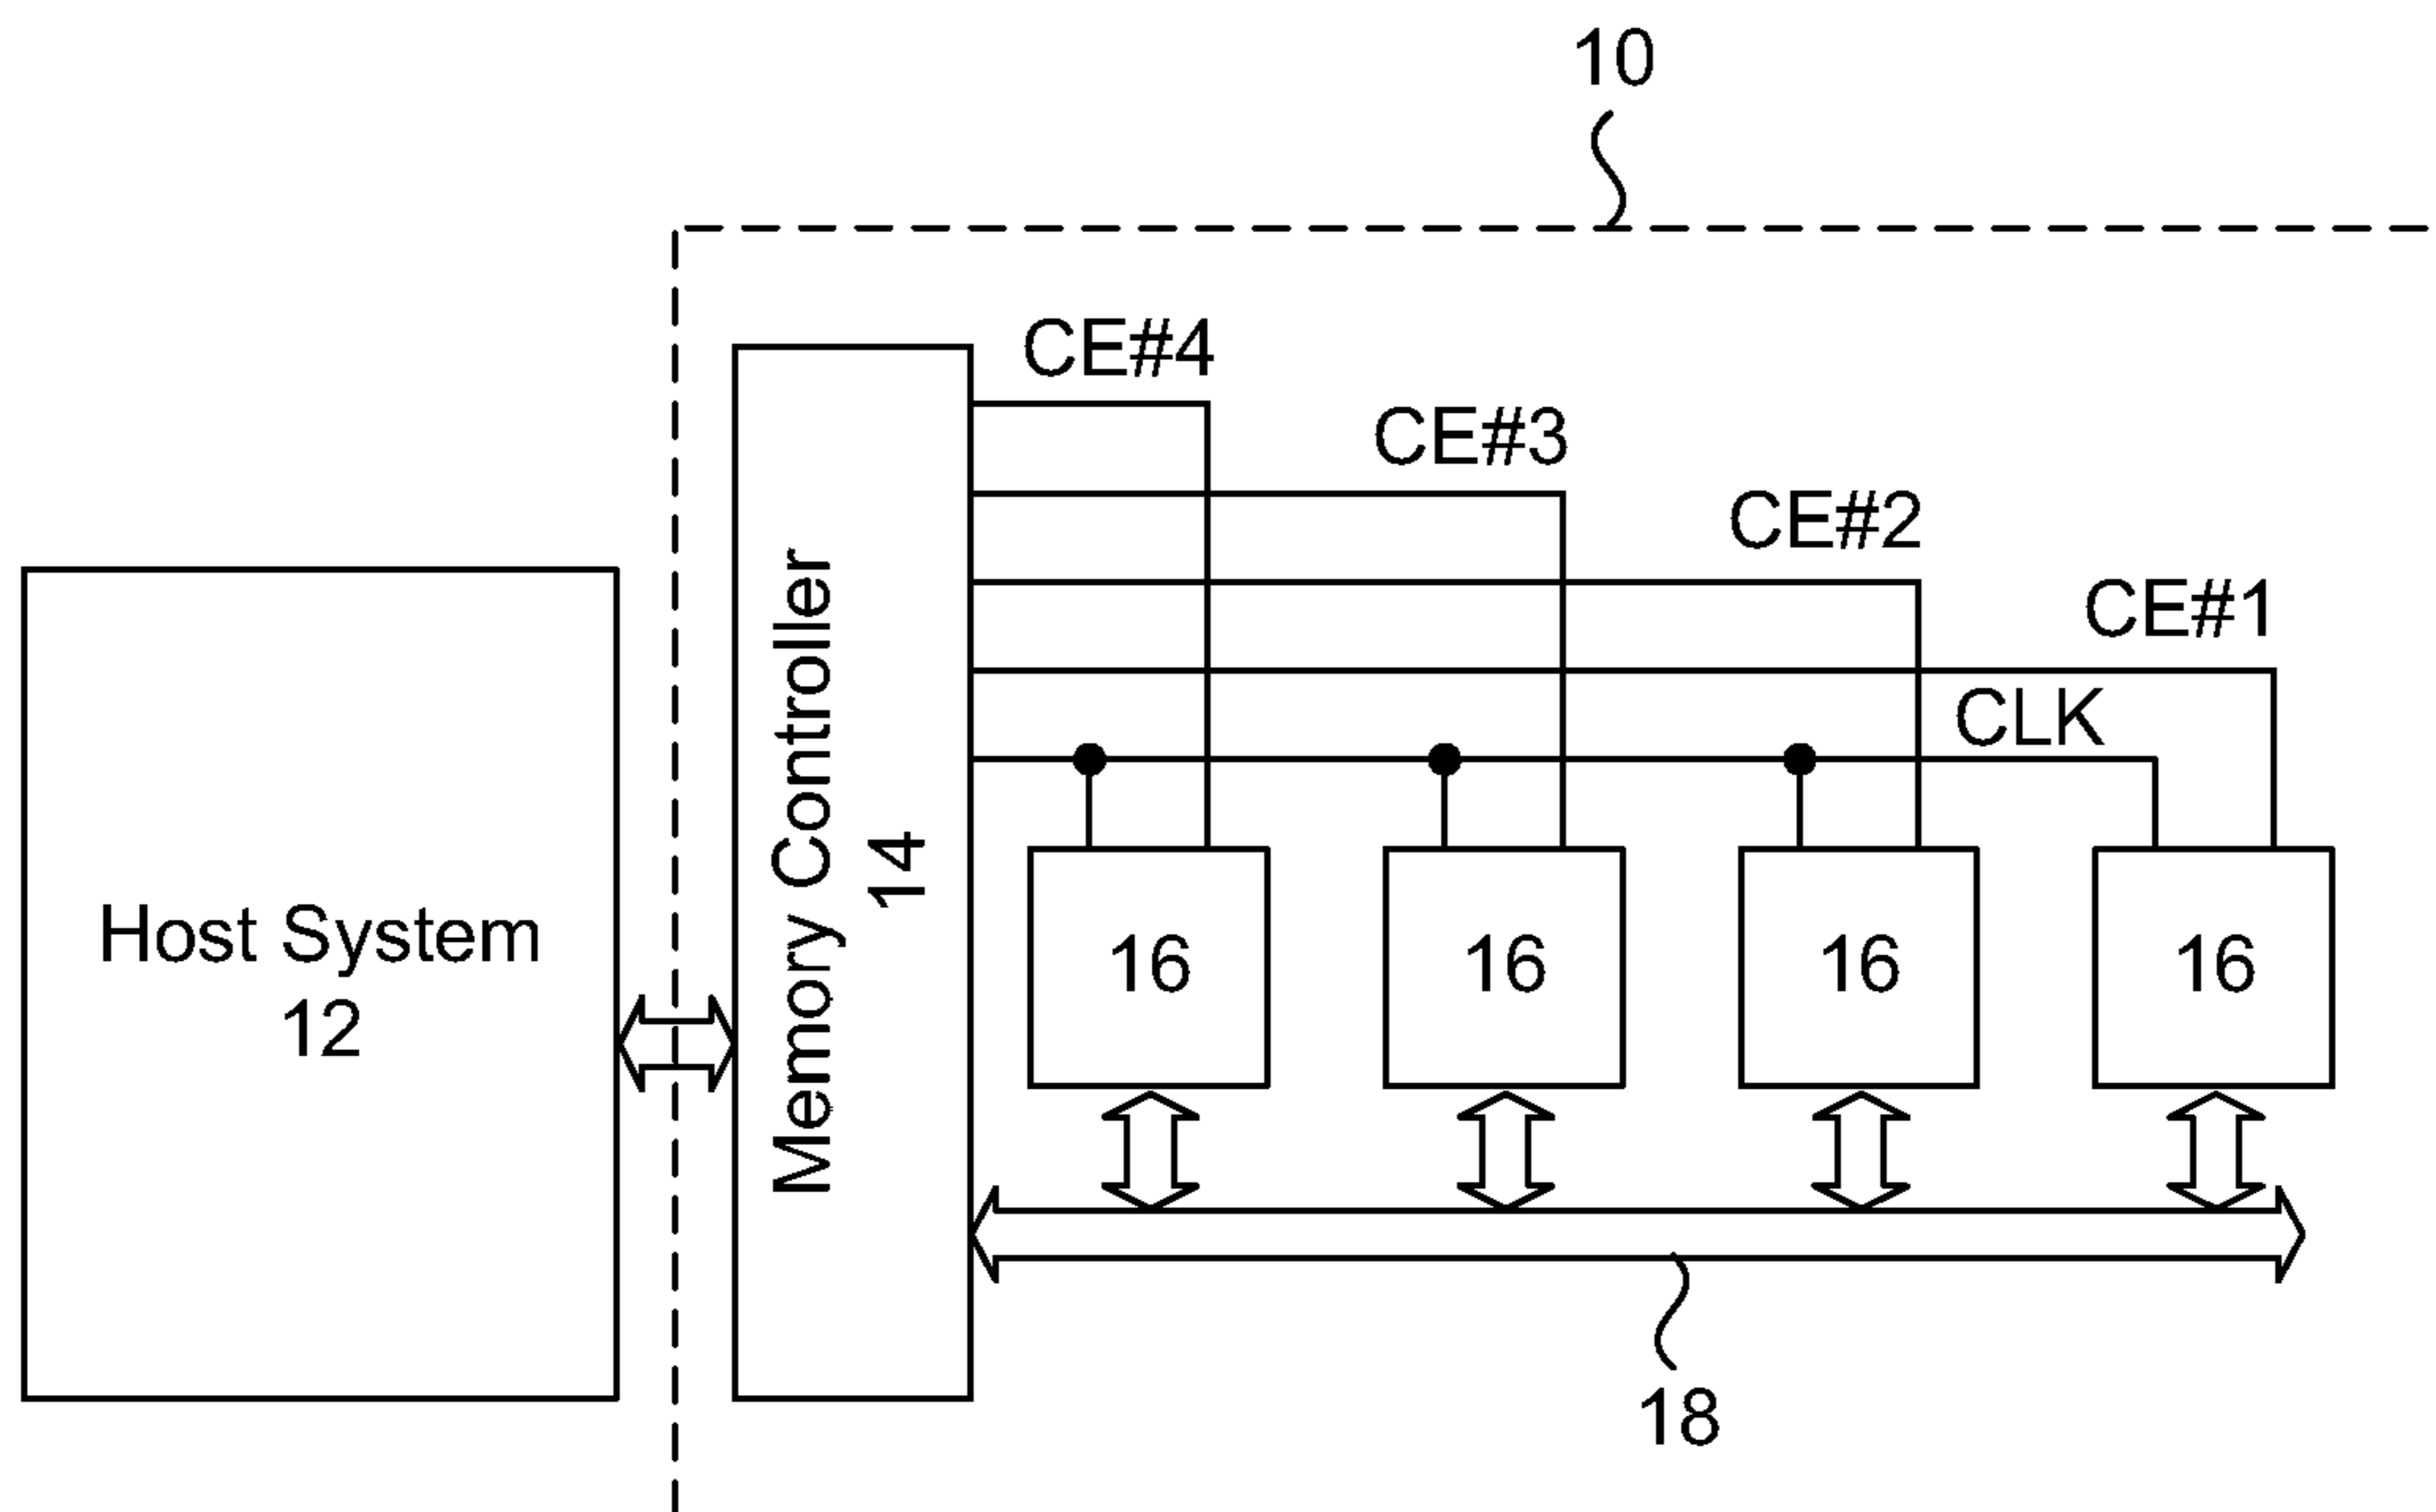 10
CE#4
CE#3
CE#2
CE#1
CLK
Memory Controller
14
Host System
12
16
16
16
16
18